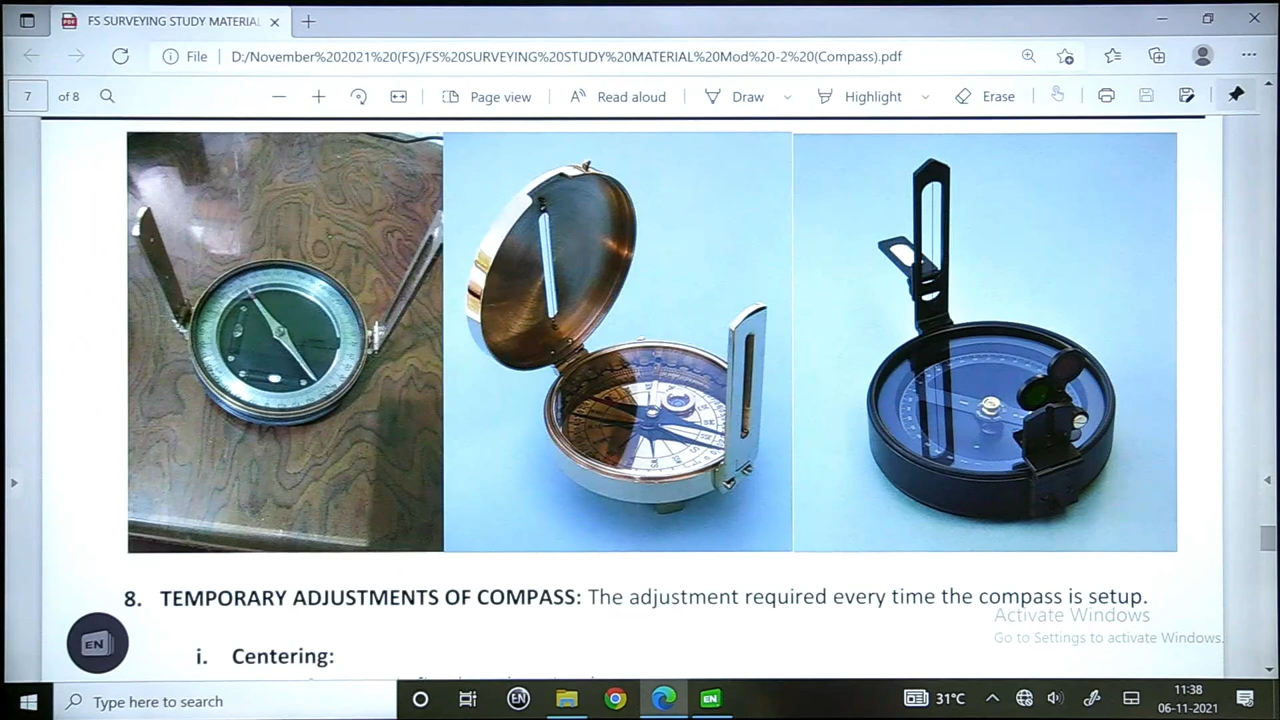 FS SURVEYING STUDY MATERIAL
File
D:/November%202021%20(FS)/FS%20SURVEYING%20STUDY%20MATERIAL%20Mod%20-2%20(Compass).pdf
7 of 8
Page view
Read aloud
Draw
Highlight
Erase
8. TEMPORARY ADJUSTMENTS OF COMPASS: The adjustment required every time the compass is setup.
Activate Windows
Go to Settings to activate Windows.
EN
i. Centering:
Type here to search
EN
EN
31°C
11:38
06-11-2021